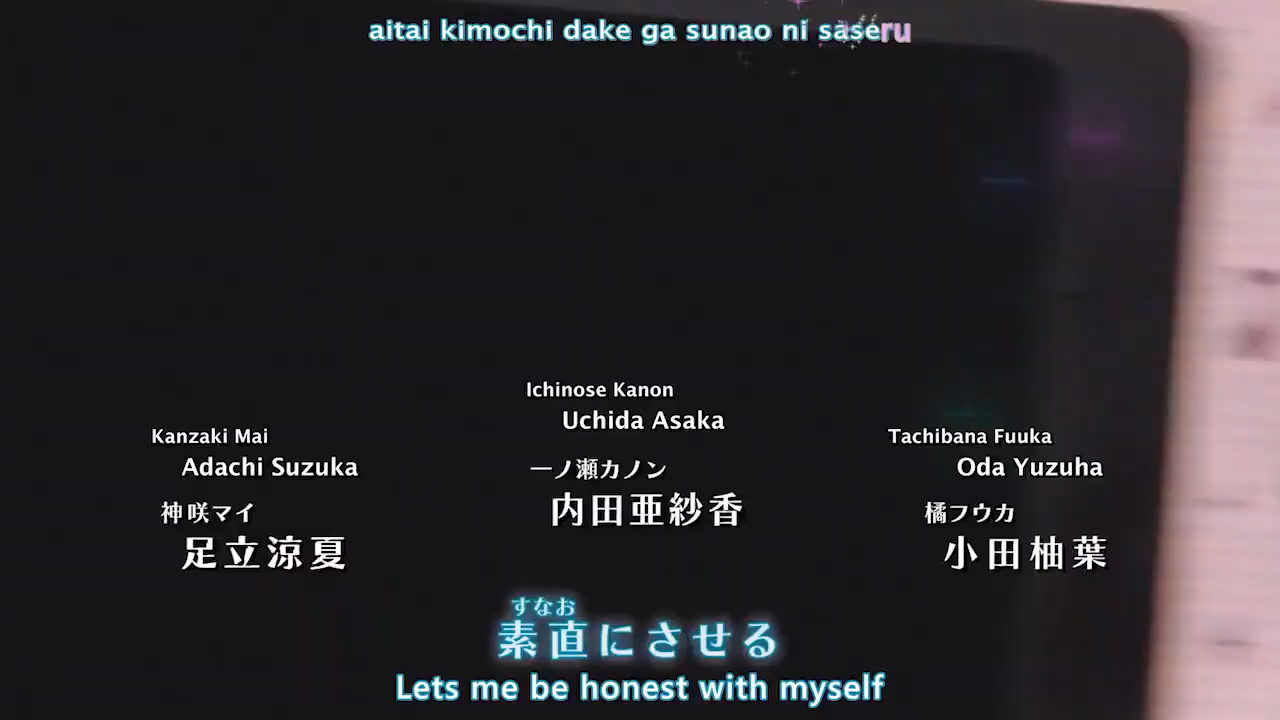 aitai kimochi dake ga sunao ni saseru
Kanzaki Mai
Adachi Suzuka
神咲マイ
足立涼夏
Ichinose Kanon
Uchida Asaka
一ノ瀬カノン
内田亜紗香
Tachibana Fuuka
Oda Yuzuha
橘フウカ
小田柚葉
すなお
素直にさせる
Lets me be honest with myself